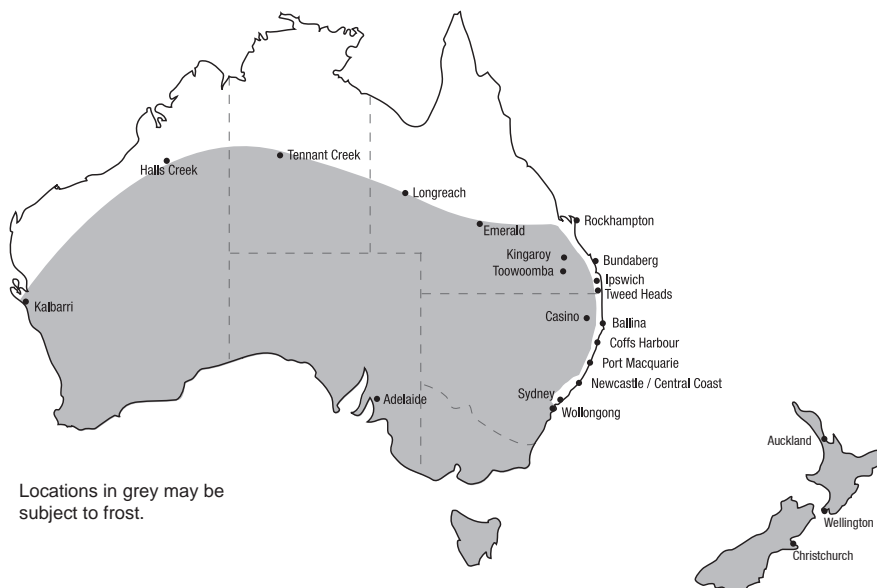 Tennant Creek
Halls Creek
Longreach
Rockhampton
Emerald
Kingaroy
Bundaberg
Toowoomba
Ipswich
Tweed Heads
Kalbarri
Casino
Ballina
Coffs Harbour
Port Macquarie
Newcastle / Central Coast
Sydney
Adelaide
Wollongong
Auckland
Locations in grey may be
subject to frost.
Wellington
Christchurch